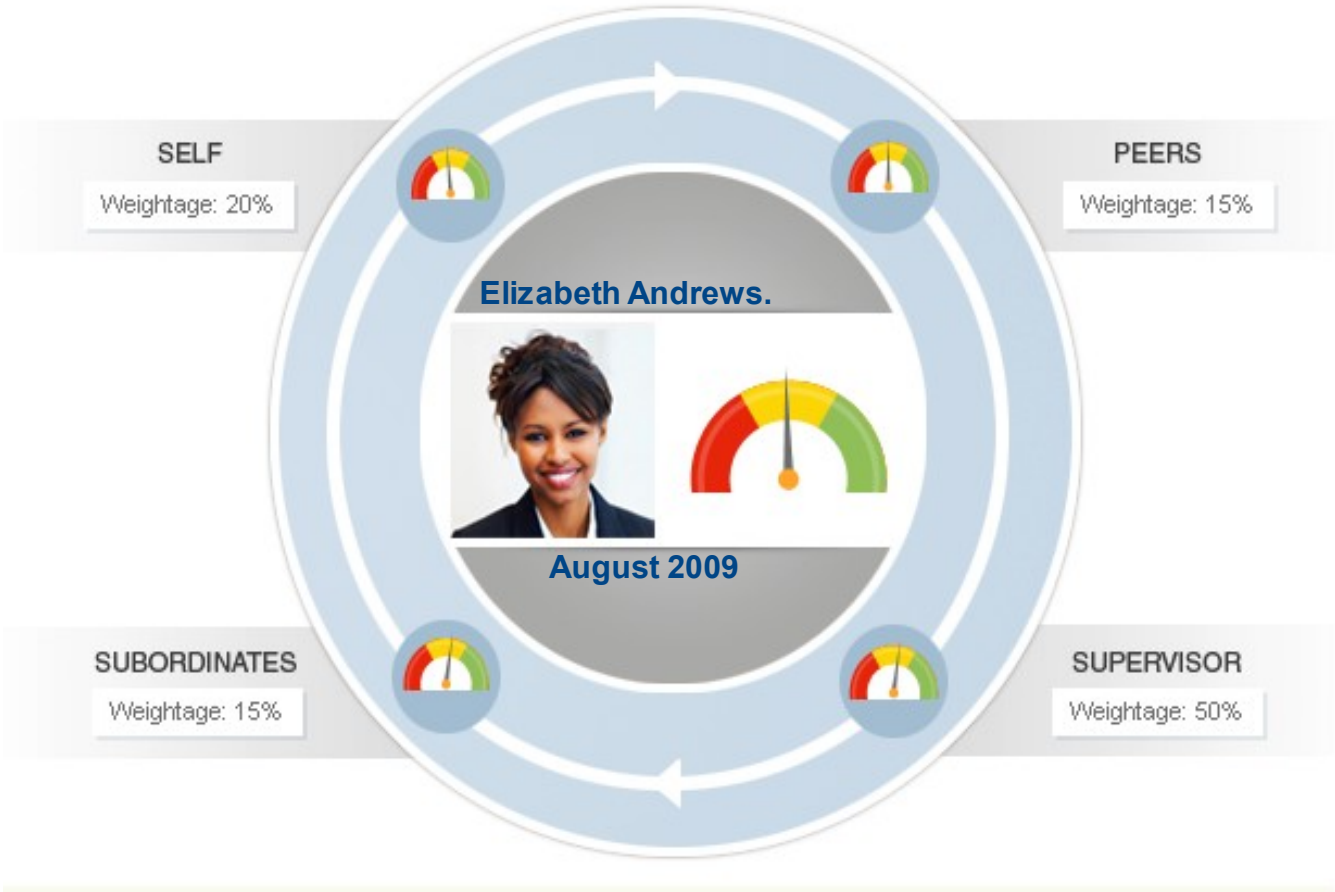 SELF
Weightage: 20%
PEERS
Weightage: 15%
Elizabeth Andrews.
August 2009
SUBORDINATES
Weightage: 15%
SUPERVISOR
Weightage: 50%